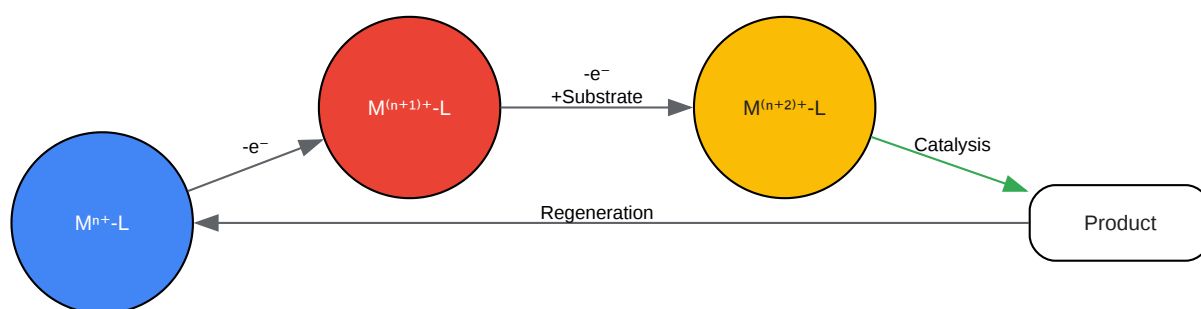 Mⁿ⁺-L
-e⁻
M⁽ⁿ⁺¹⁾⁺-L
-e⁻
+Substrate
M⁽ⁿ⁺²⁾⁺-L
Catalysis
Product
Regeneration